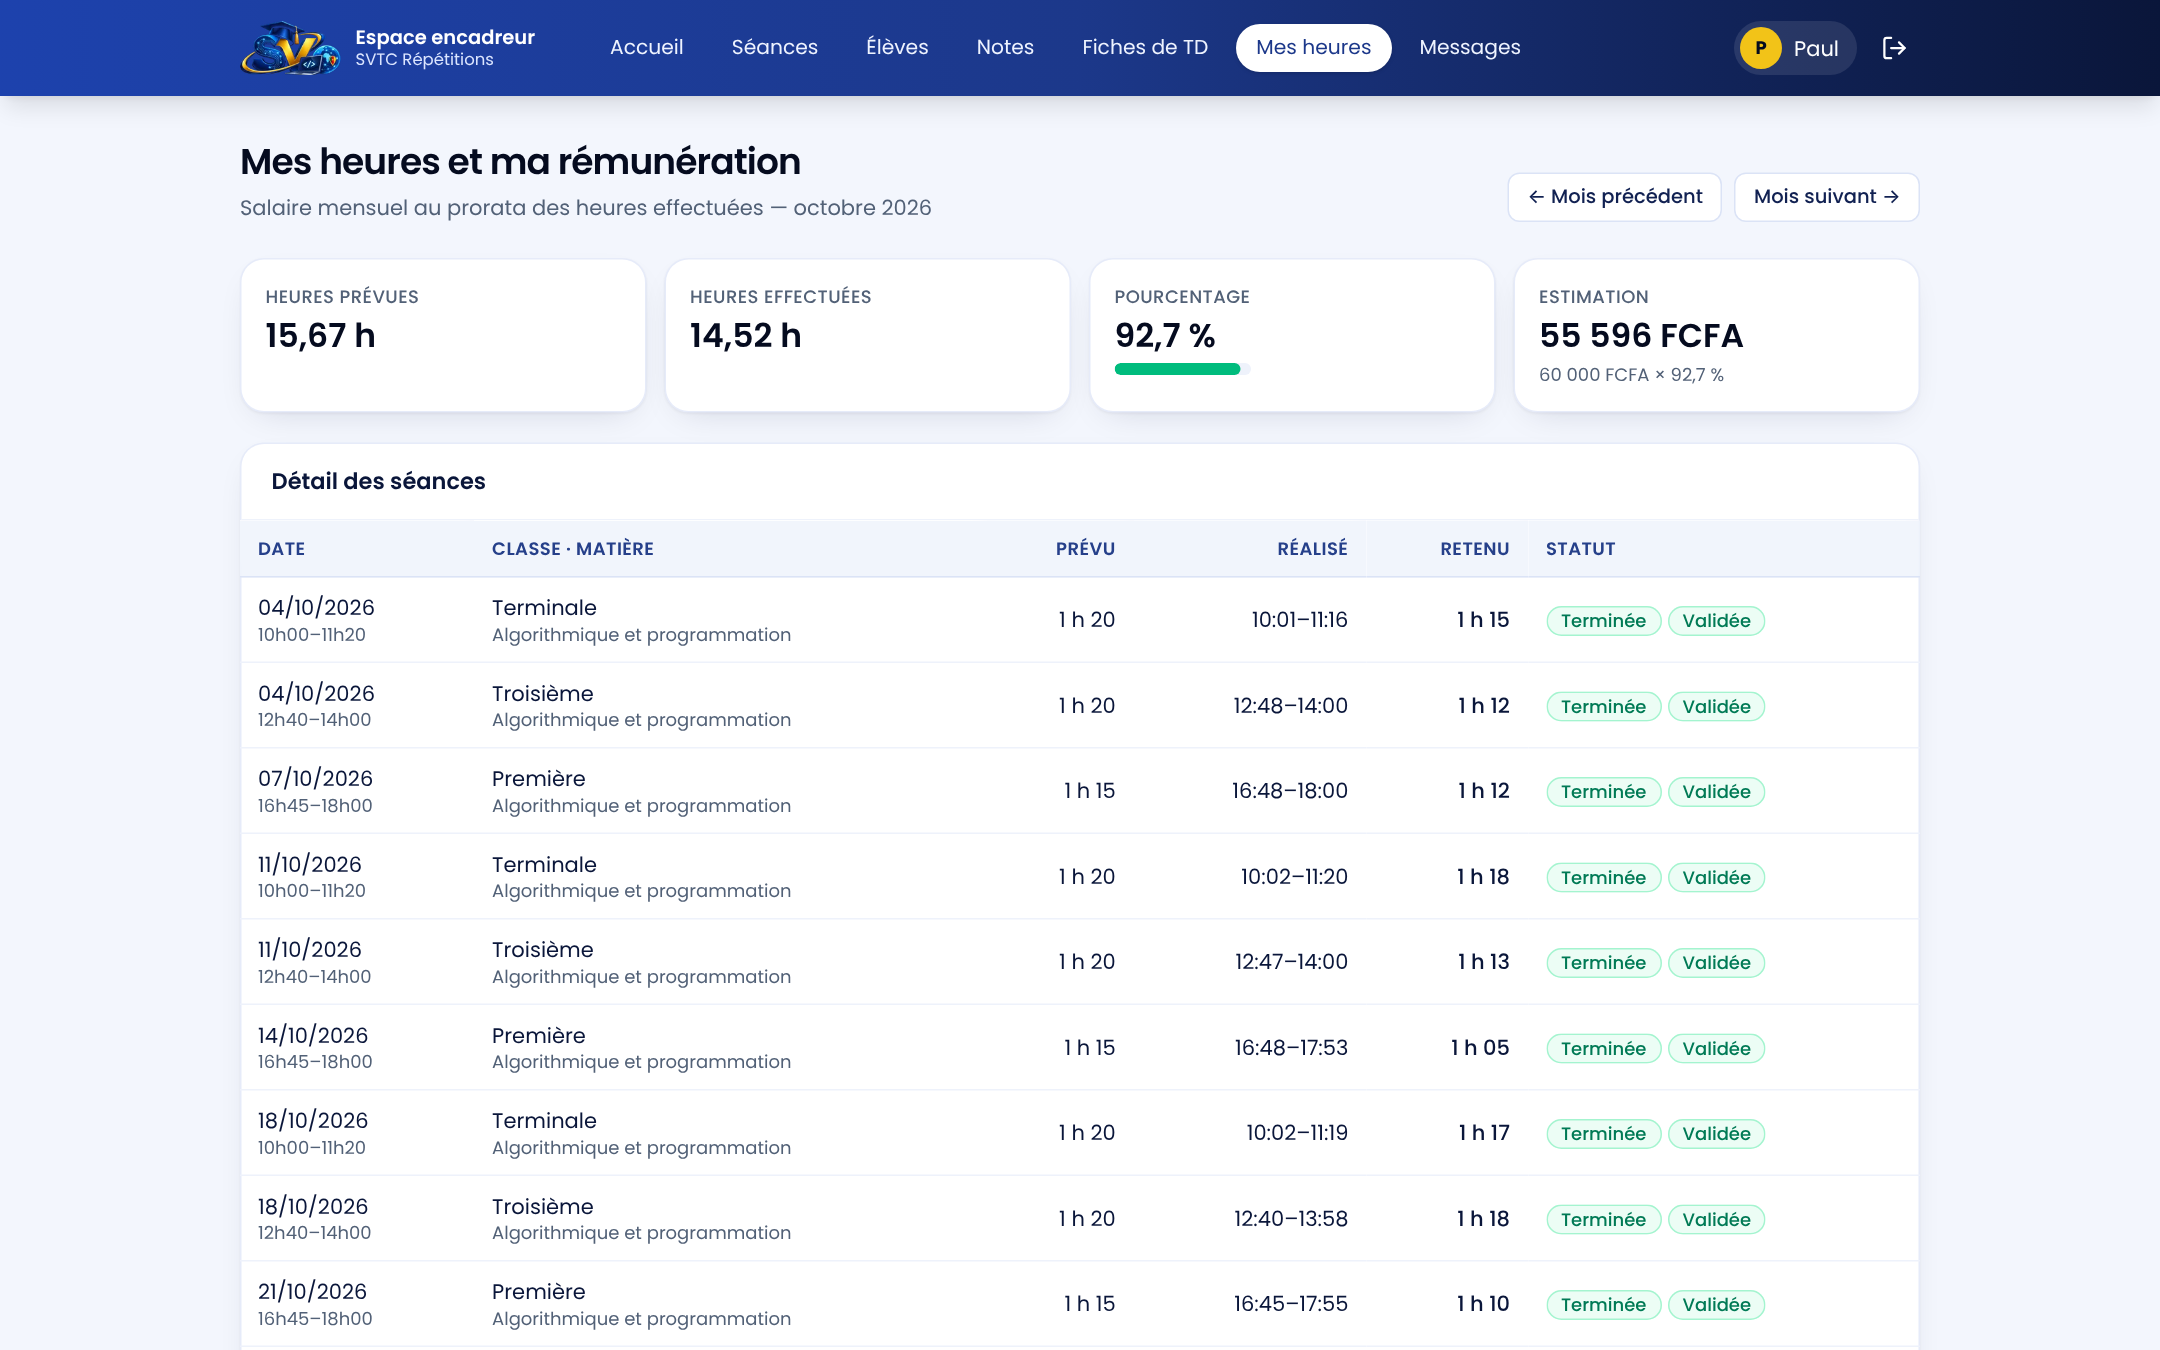 Espace encadreur
SVTC Répétitions
Accueil
Séances
Élèves
Notes
Fiches de TD
Mes heures
Messages
P
Paul
Mes heures et ma rémunération
Salaire mensuel au prorata des heures effectuées — octobre 2026
← Mois précédent
Mois suivant →
HEURES PRÉVUES
15,67 h
HEURES EFFECTUÉES
14,52 h
POURCENTAGE
92,7 %
ESTIMATION
55 596 FCFA
60 000 FCFA × 92,7 %
Détail des séances
DATE CLASSE · MATIÈRE PRÉVU RÉALISÉ RETENU STATUT
04/10/2026 Terminale 1 h 20 10:01–11:16 1 h 15 Terminée Validée
10h00–11h20 Algorithmique et programmation
04/10/2026 Troisième 1 h 20 12:48–14:00 1 h 12 Terminée Validée
12h40–14h00 Algorithmique et programmation
07/10/2026 Première 1 h 15 16:48–18:00 1 h 12 Terminée Validée
16h45–18h00 Algorithmique et programmation
11/10/2026 Terminale 1 h 20 10:02–11:20 1 h 18 Terminée Validée
10h00–11h20 Algorithmique et programmation
11/10/2026 Troisième 1 h 20 12:47–14:00 1 h 13 Terminée Validée
12h40–14h00 Algorithmique et programmation
14/10/2026 Première 1 h 15 16:48–17:53 1 h 05 Terminée Validée
16h45–18h00 Algorithmique et programmation
18/10/2026 Terminale 1 h 20 10:02–11:19 1 h 17 Terminée Validée
10h00–11h20 Algorithmique et programmation
18/10/2026 Troisième 1 h 20 12:40–13:58 1 h 18 Terminée Validée
12h40–14h00 Algorithmique et programmation
21/10/2026 Première 1 h 15 16:45–17:55 1 h 10 Terminée Validée
16h45–18h00 Algorithmique et programmation